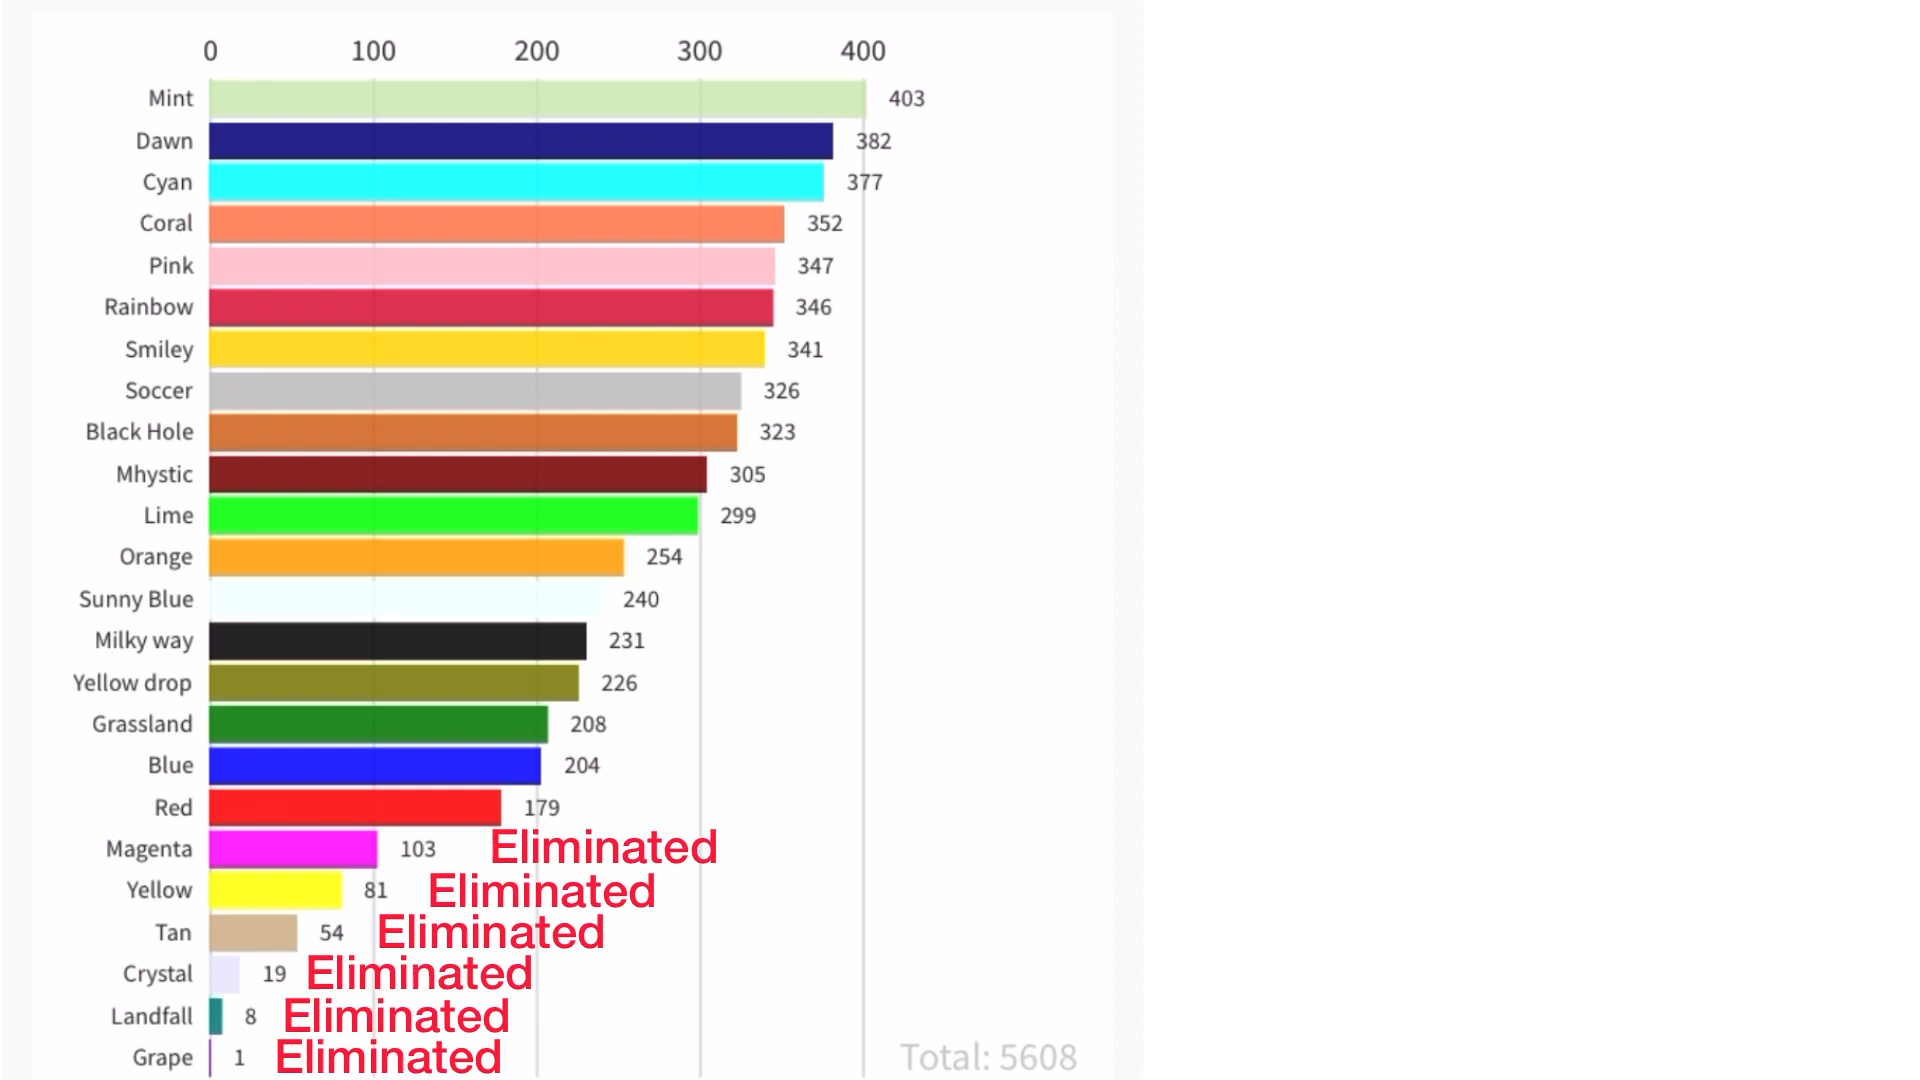 0 100 200 300 400
Mint 403
Dawn 382
Cyan 377
Coral 352
Pink 347
Rainbow 346
Smiley 341
Soccer 326
Black Hole 323
Mhystic 305
Lime 299
Orange 254
Sunny Blue 240
Milky way 231
Yellow drop 226
Grassland 208
Blue 204
Red 179
Magenta 103 Eliminated
Yellow 81 Eliminated
Tan 54 Eliminated
Crystal 19 Eliminated
Landfall 8 Eliminated
Grape 1 Eliminated
Total: 5608